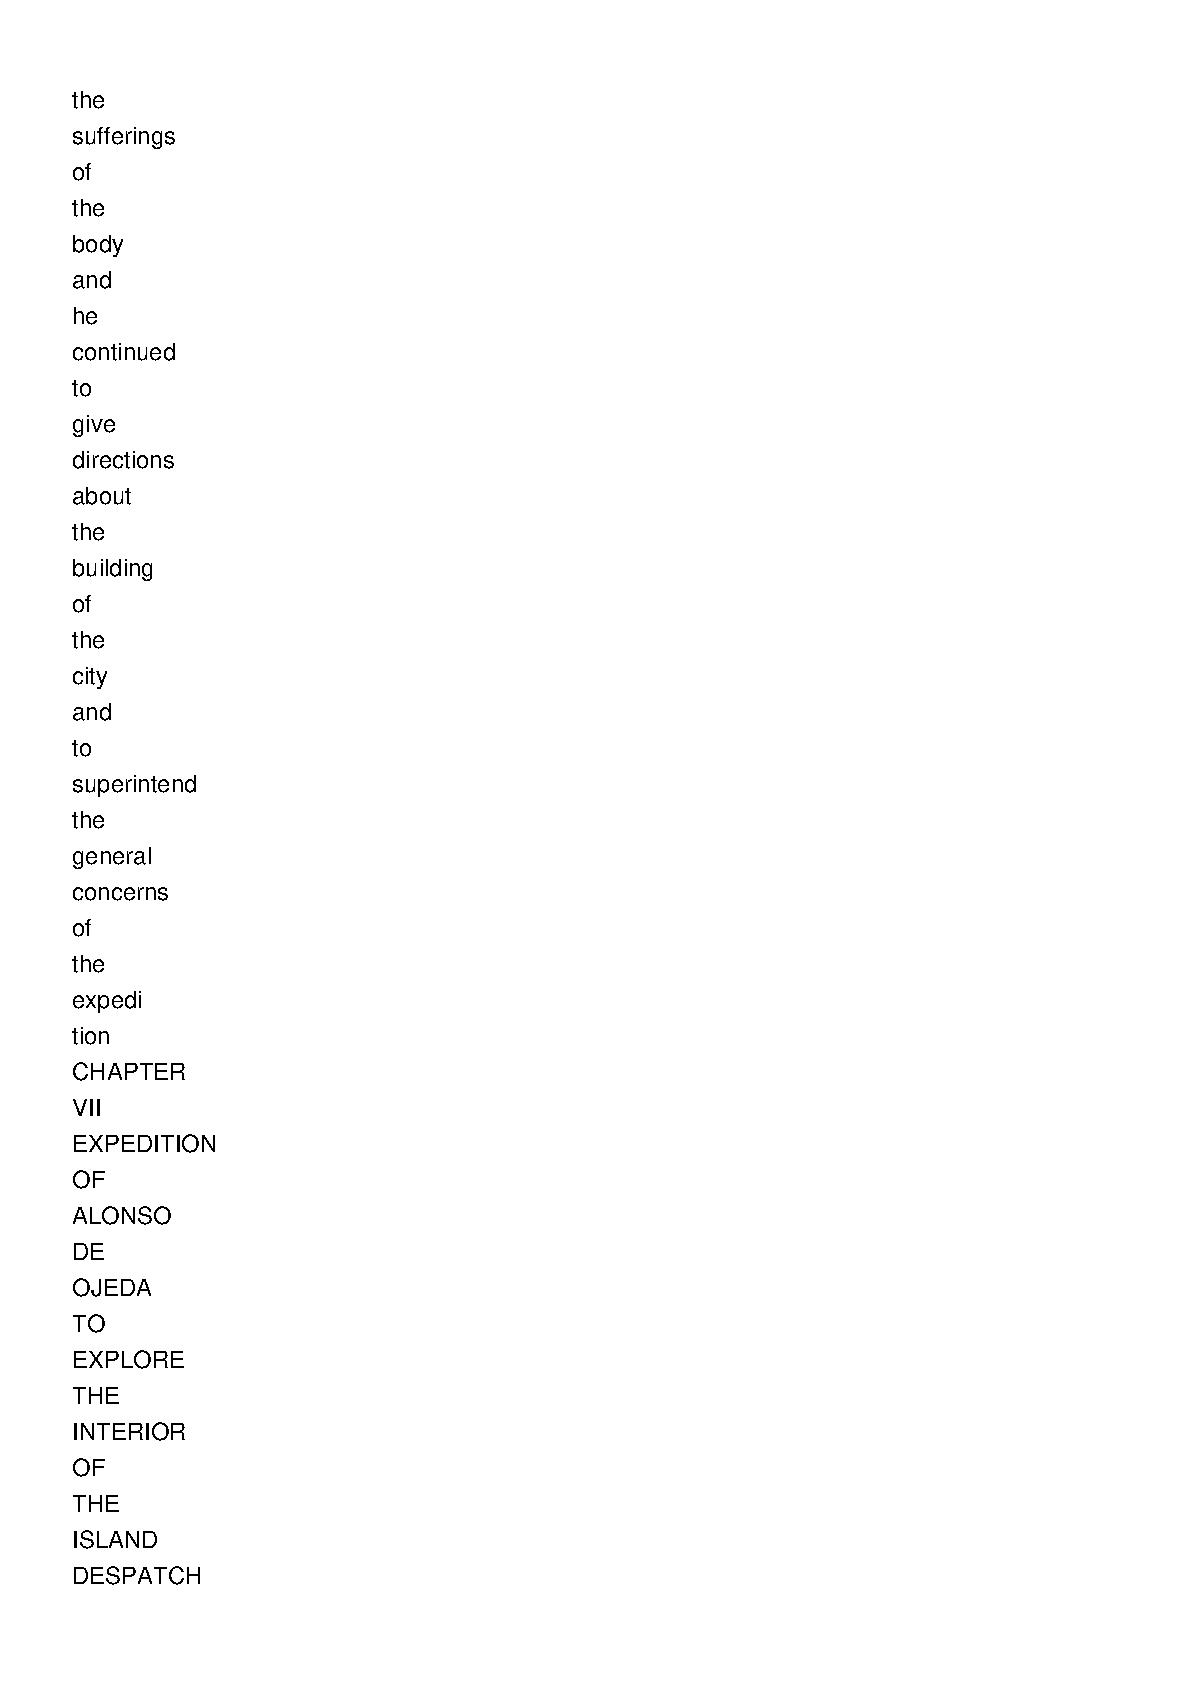 the
sufferings
of
the
body
and
he
continued
to
give
directions
about
the
building
of
the
city
and
to
superintend
the
general
concerns
of
the
expedi
tion
CHAPTER
VII
EXPEDITION
OF
ALONSO
DE
OJEDA
TO
EXPLORE
THE
INTERIOR
OF
THE
ISLAND
DESPATCH